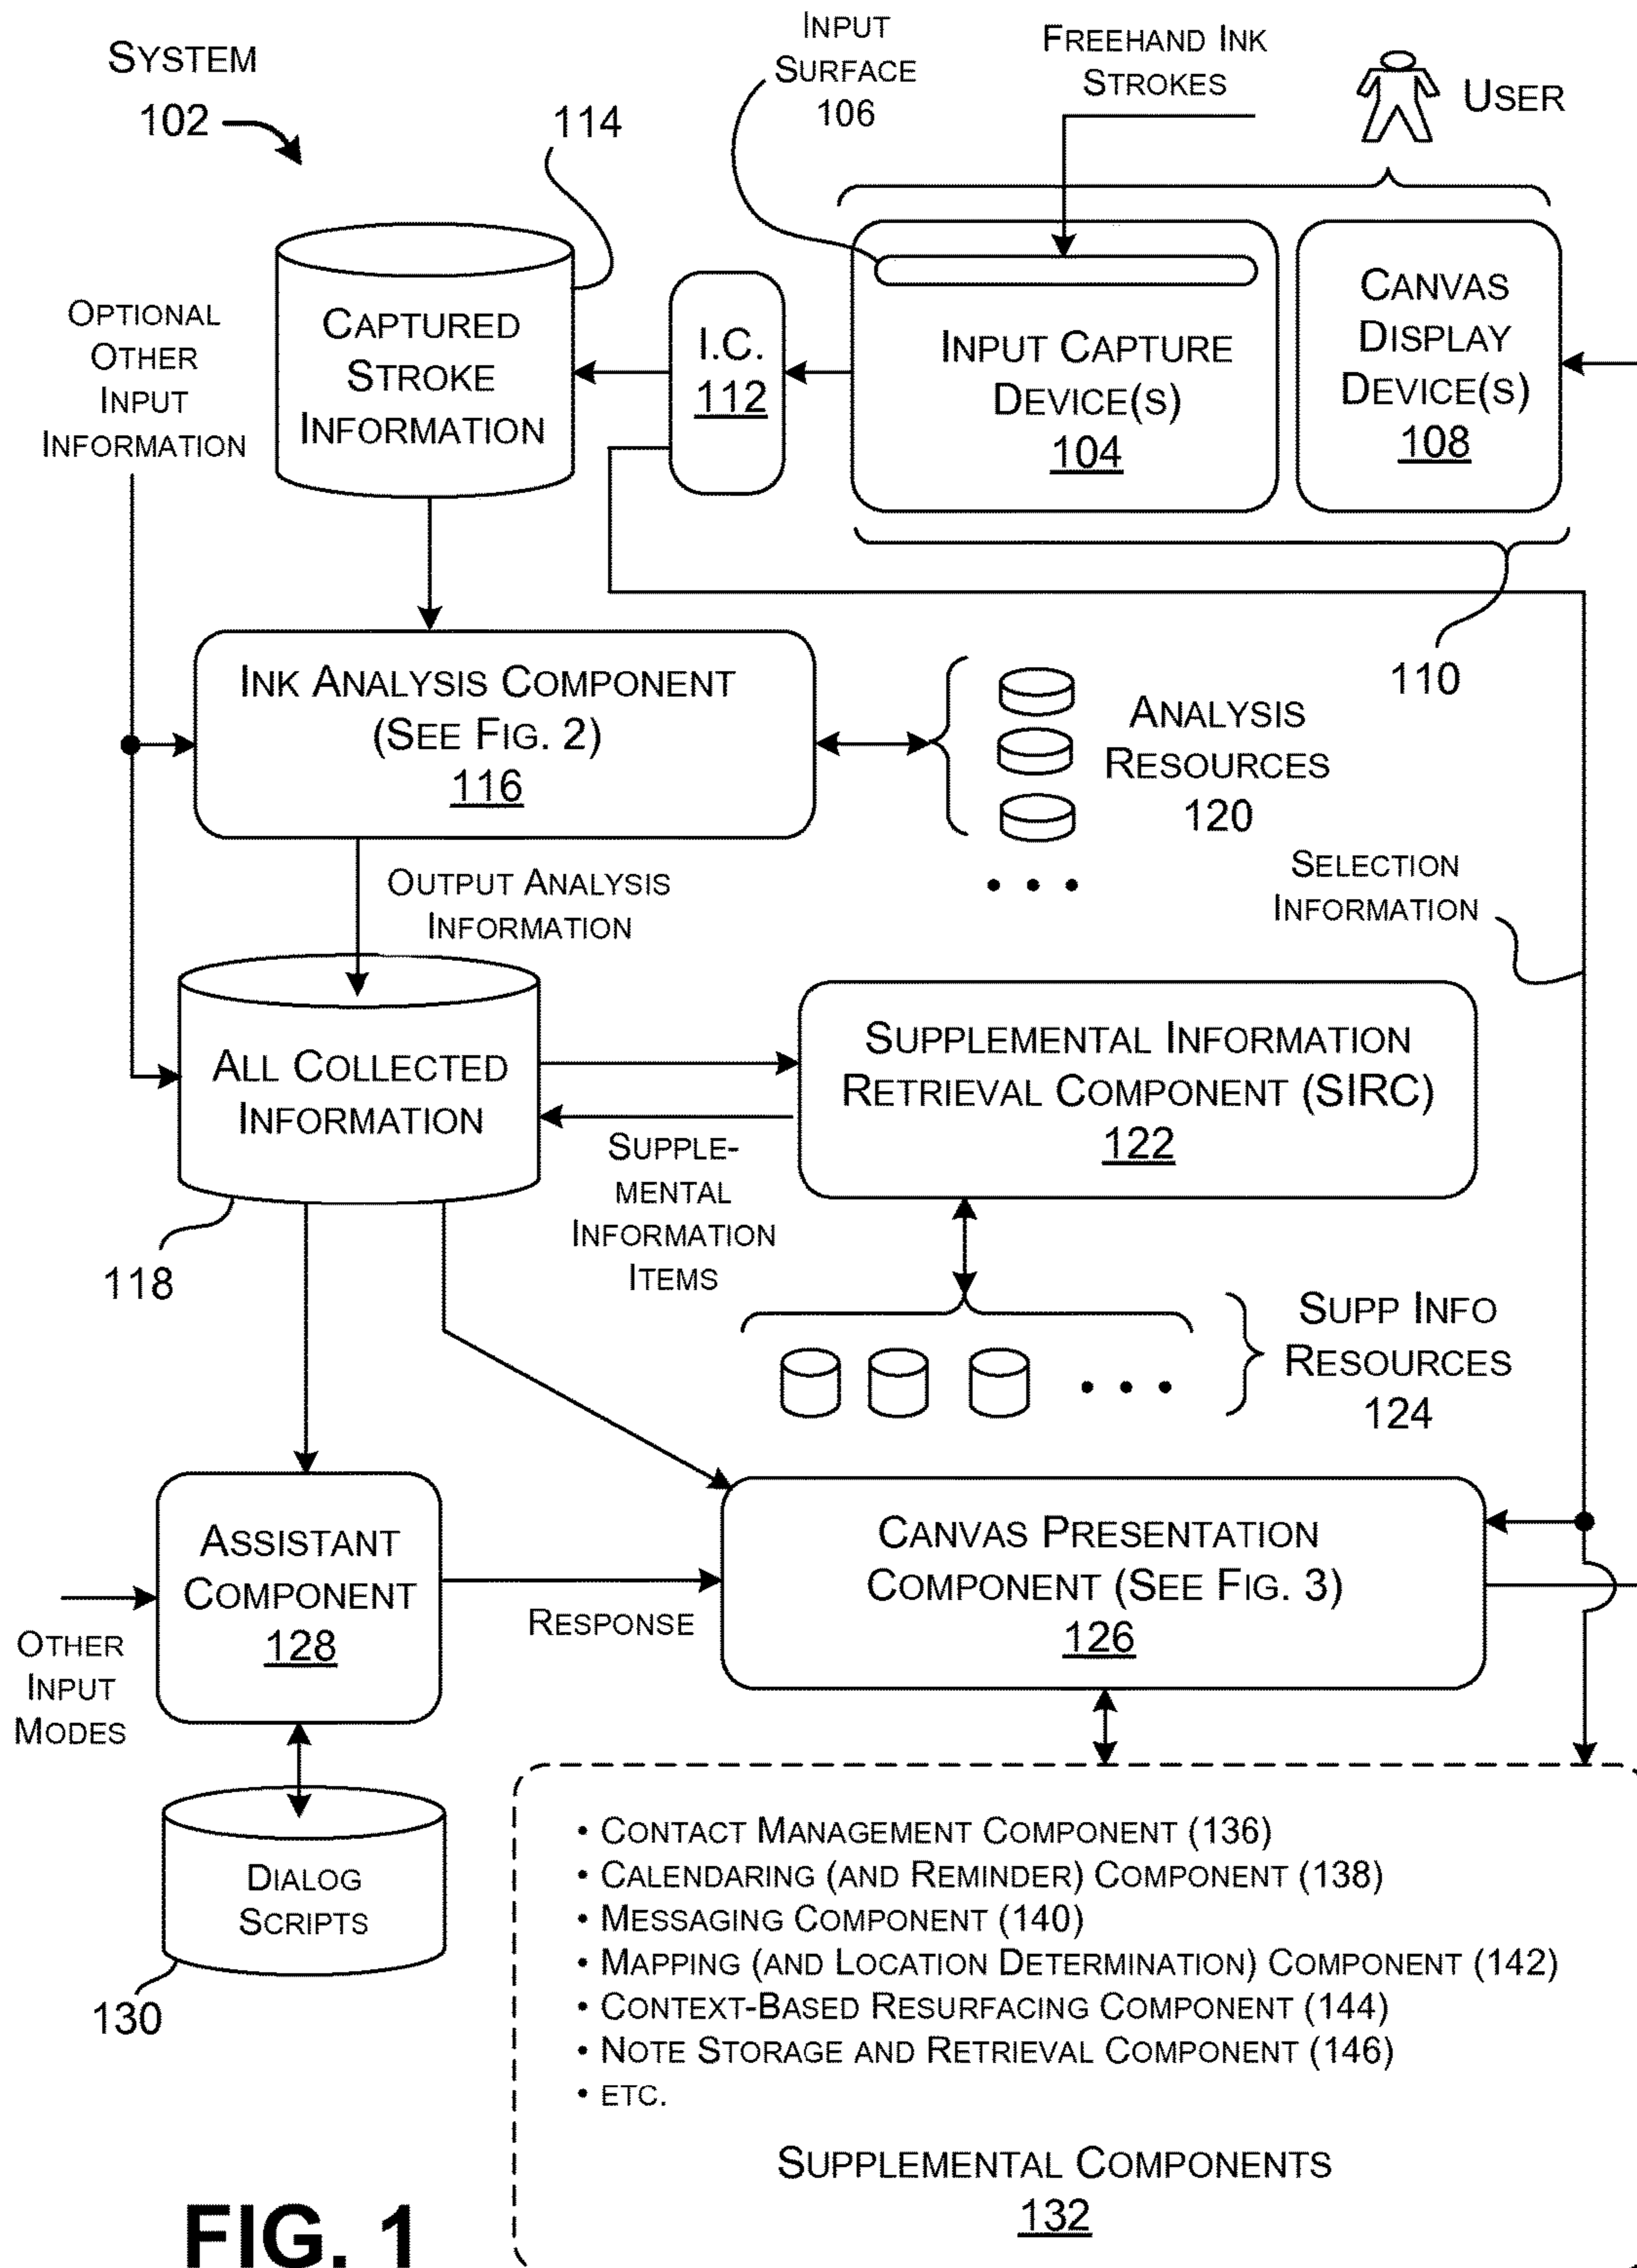 SYSTEM
102
114
INPUT
SURFACE
106
FREEHAND INK
STROKES
USER
OPTIONAL
OTHER
INPUT
INFORMATION
CAPTURED
STROKE
INFORMATION
I.C.
112
INPUT CAPTURE
DEVICE(S)
104
CANVAS
DISPLAY
DEVICE(S)
108
110
INK ANALYSIS COMPONENT
(SEE FIG. 2)
116
ANALYSIS
RESOURCES
120
SELECTION
INFORMATION
OUTPUT ANALYSIS
INFORMATION
ALL COLLECTED
INFORMATION
118
SUPPLEMENTAL INFORMATION
RETRIEVAL COMPONENT (SIRC)
122
SUPPLE-
MENTAL
INFORMATION
ITEMS
SUPP INFO
RESOURCES
124
ASSISTANT
COMPONENT
128
OTHER
INPUT
MODES
RESPONSE
CANVAS PRESENTATION
COMPONENT (SEE FIG. 3)
126
DIALOG
SCRIPTS
130
• CONTACT MANAGEMENT COMPONENT (136)
• CALENDARING (AND REMINDER) COMPONENT (138)
• MESSAGING COMPONENT (140)
• MAPPING (AND LOCATION DETERMINATION) COMPONENT (142)
• CONTEXT-BASED RESURFACING COMPONENT (144)
• NOTE STORAGE AND RETRIEVAL COMPONENT (146)
• ETC.
SUPPLEMENTAL COMPONENTS
132
FIG. 1